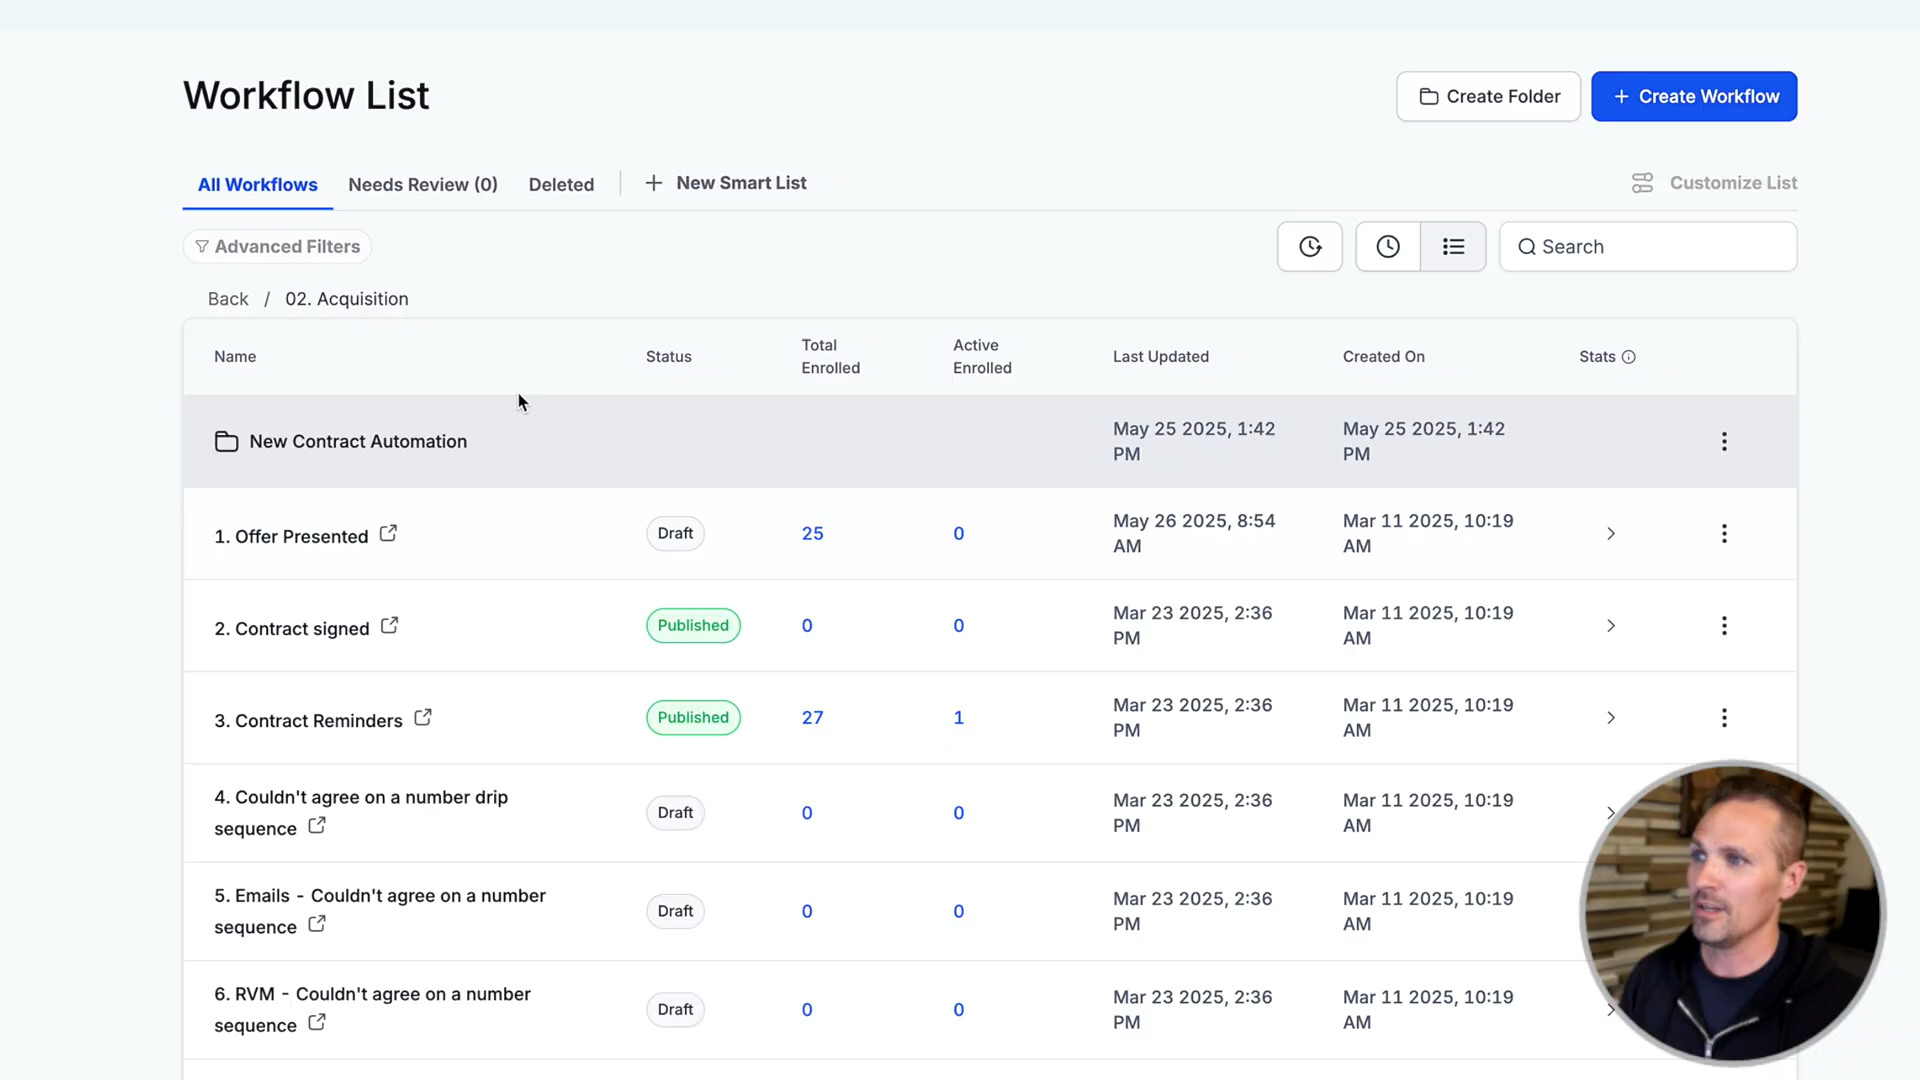 Workflow List
Create Folder
+ Create Workflow
All Workflows
Needs Review (0)
Deleted
+ New Smart List
Customize List
Advanced Filters
Search
Back / 02. Acquisition
Name
Status
Total
Enrolled
Active
Enrolled
Last Updated
Created On
Stats
New Contract Automation
May 25 2025, 1:42
PM
May 25 2025, 1:42
PM
1. Offer Presented
Draft
25
0
May 26 2025, 8:54
AM
Mar 11 2025, 10:19
AM
2. Contract signed
Published
0
0
Mar 23 2025, 2:36
PM
Mar 11 2025, 10:19
AM
3. Contract Reminders
Published
27
1
Mar 23 2025, 2:36
PM
Mar 11 2025, 10:19
AM
4. Couldn't agree on a number drip
sequence
Draft
0
0
Mar 23 2025, 2:36
PM
Mar 11 2025, 10:19
AM
5. Emails - Couldn't agree on a number
sequence
Draft
0
0
Mar 23 2025, 2:36
PM
Mar 11 2025, 10:19
AM
6. RVM - Couldn't agree on a number
sequence
Draft
0
0
Mar 23 2025, 2:36
PM
Mar 11 2025, 10:19
AM